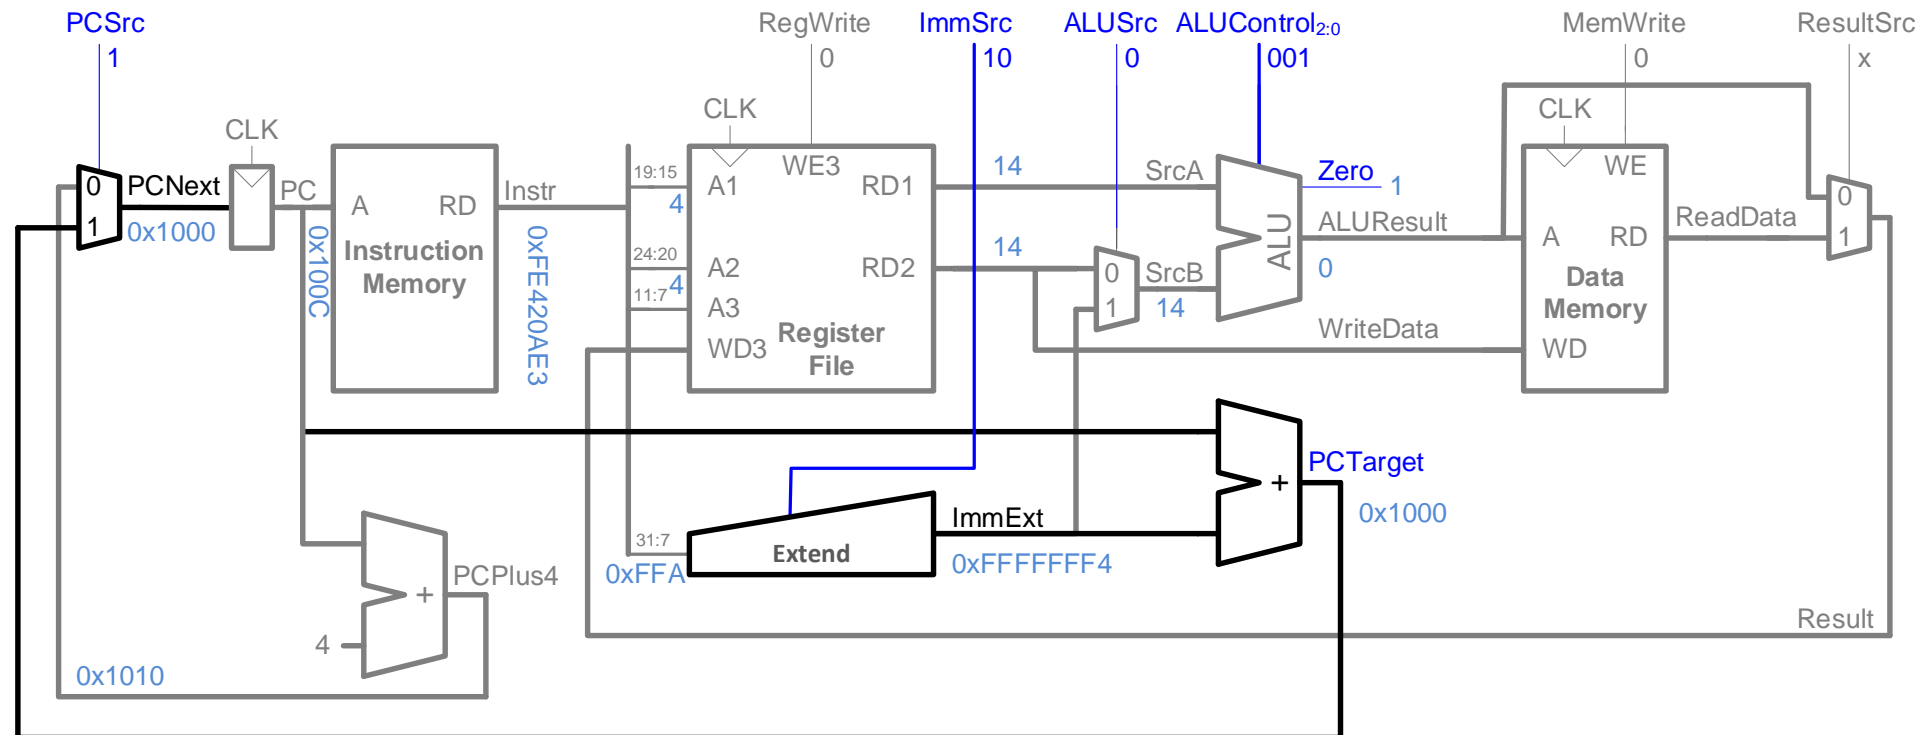 PCSrc
1
RegWrite
0
ImmSrc
10
ALUSrc
0
ALUControl2:0
001
MemWrite
0
ResultSrc
x
0
1
PCNext
0x1000
CLK
PC
0x100C
A
RD
Instruction
Memory
Instr
0xFE420AE3
19:15
4
24:20
4
11:7
CLK
WE3
A1
RD1
A2
RD2
A3
WD3
Register
File
14
14
0
1
SrcA
SrcB
14
ALU
Zero
1
ALUResult
0
WriteData
CLK
WE
A
RD
Data
Memory
WD
ReadData
0
1
PCTarget
+
0x1000
31:7
0xFFA
Extend
ImmExt
0xFFFFFFF4
PCPlus4
+
4
0x1010
Result